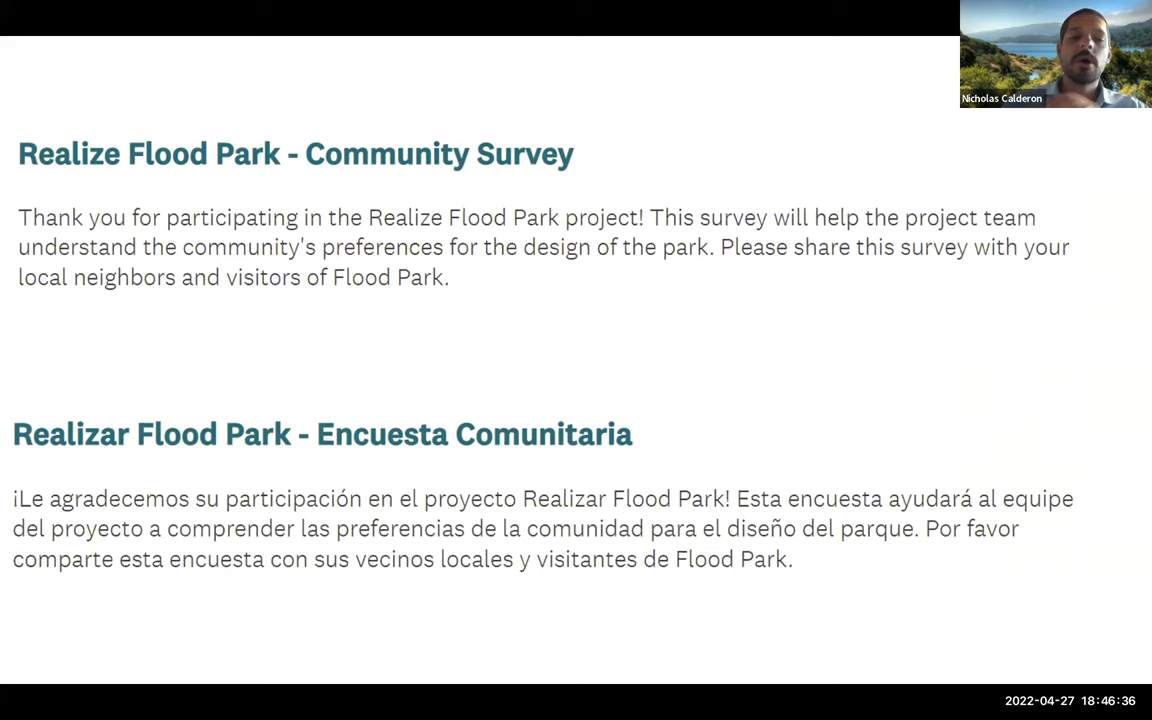 Nicholas Calderon
Realize Flood Park - Community Survey
Thank you for participating in the Realize Flood Park project! This survey will help the project team
understand the community's preferences for the design of the park. Please share this survey with your
local neighbors and visitors of Flood Park.
Realizar Flood Park - Encuesta Comunitaria
¡Le agradecemos su participación en el proyecto Realizar Flood Park! Esta encuesta ayudará al equipe
del proyecto a comprender las preferencias de la comunidad para el diseño del parque. Por favor
comparte esta encuesta con sus vecinos locales y visitantes de Flood Park.
2022-04-27 18:46:36